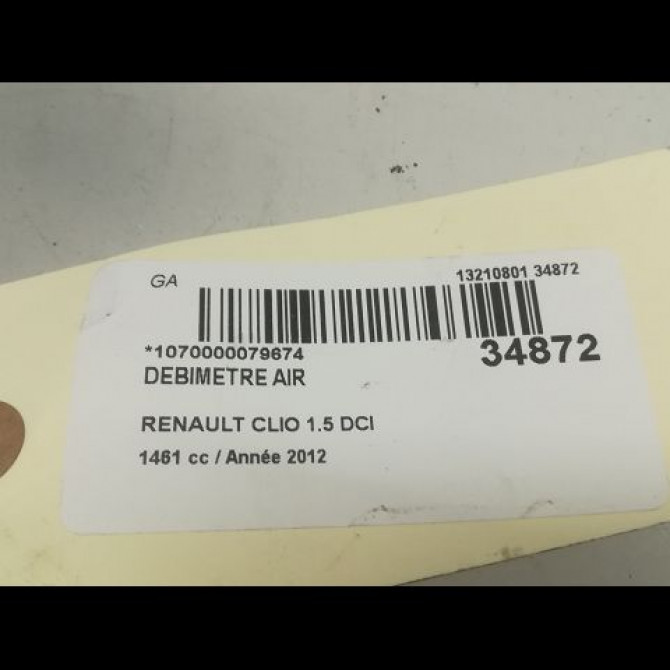 GA
13210801 34872
*1070000079674
34872
DEBIMETRE AIR
RENAULT CLIO 1.5 DCI
1461 cc / Année 2012